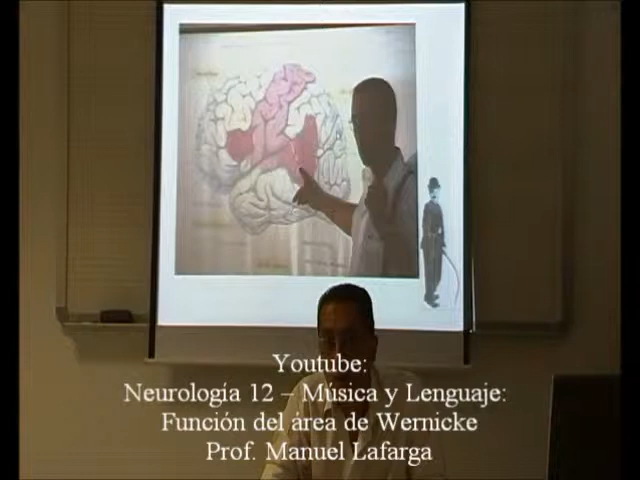 Youtube:
Neurología 12 – Música y Lenguaje:
Función del área de Wernicke
Prof. Manuel Lafarga